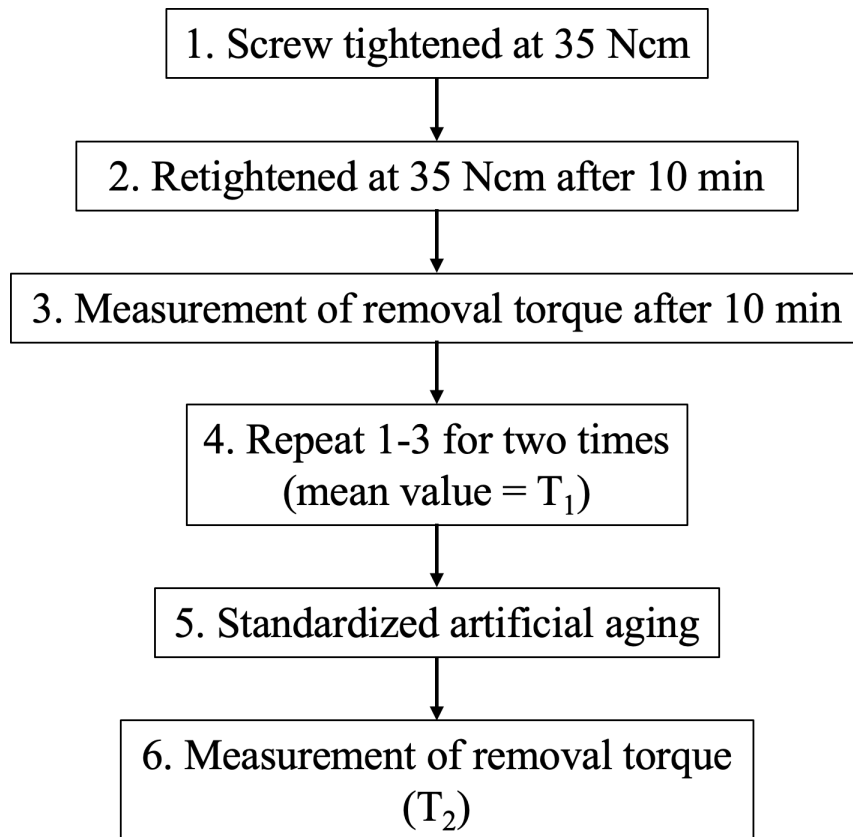 1. Screw tightened at 35 Ncm
2. Retightened at 35 Ncm after 10 min
3. Measurement of removal torque after 10 min
4. Repeat 1-3 for two times
(mean value = T₁)
5. Standardized artificial aging
6. Measurement of removal torque
(T₂)